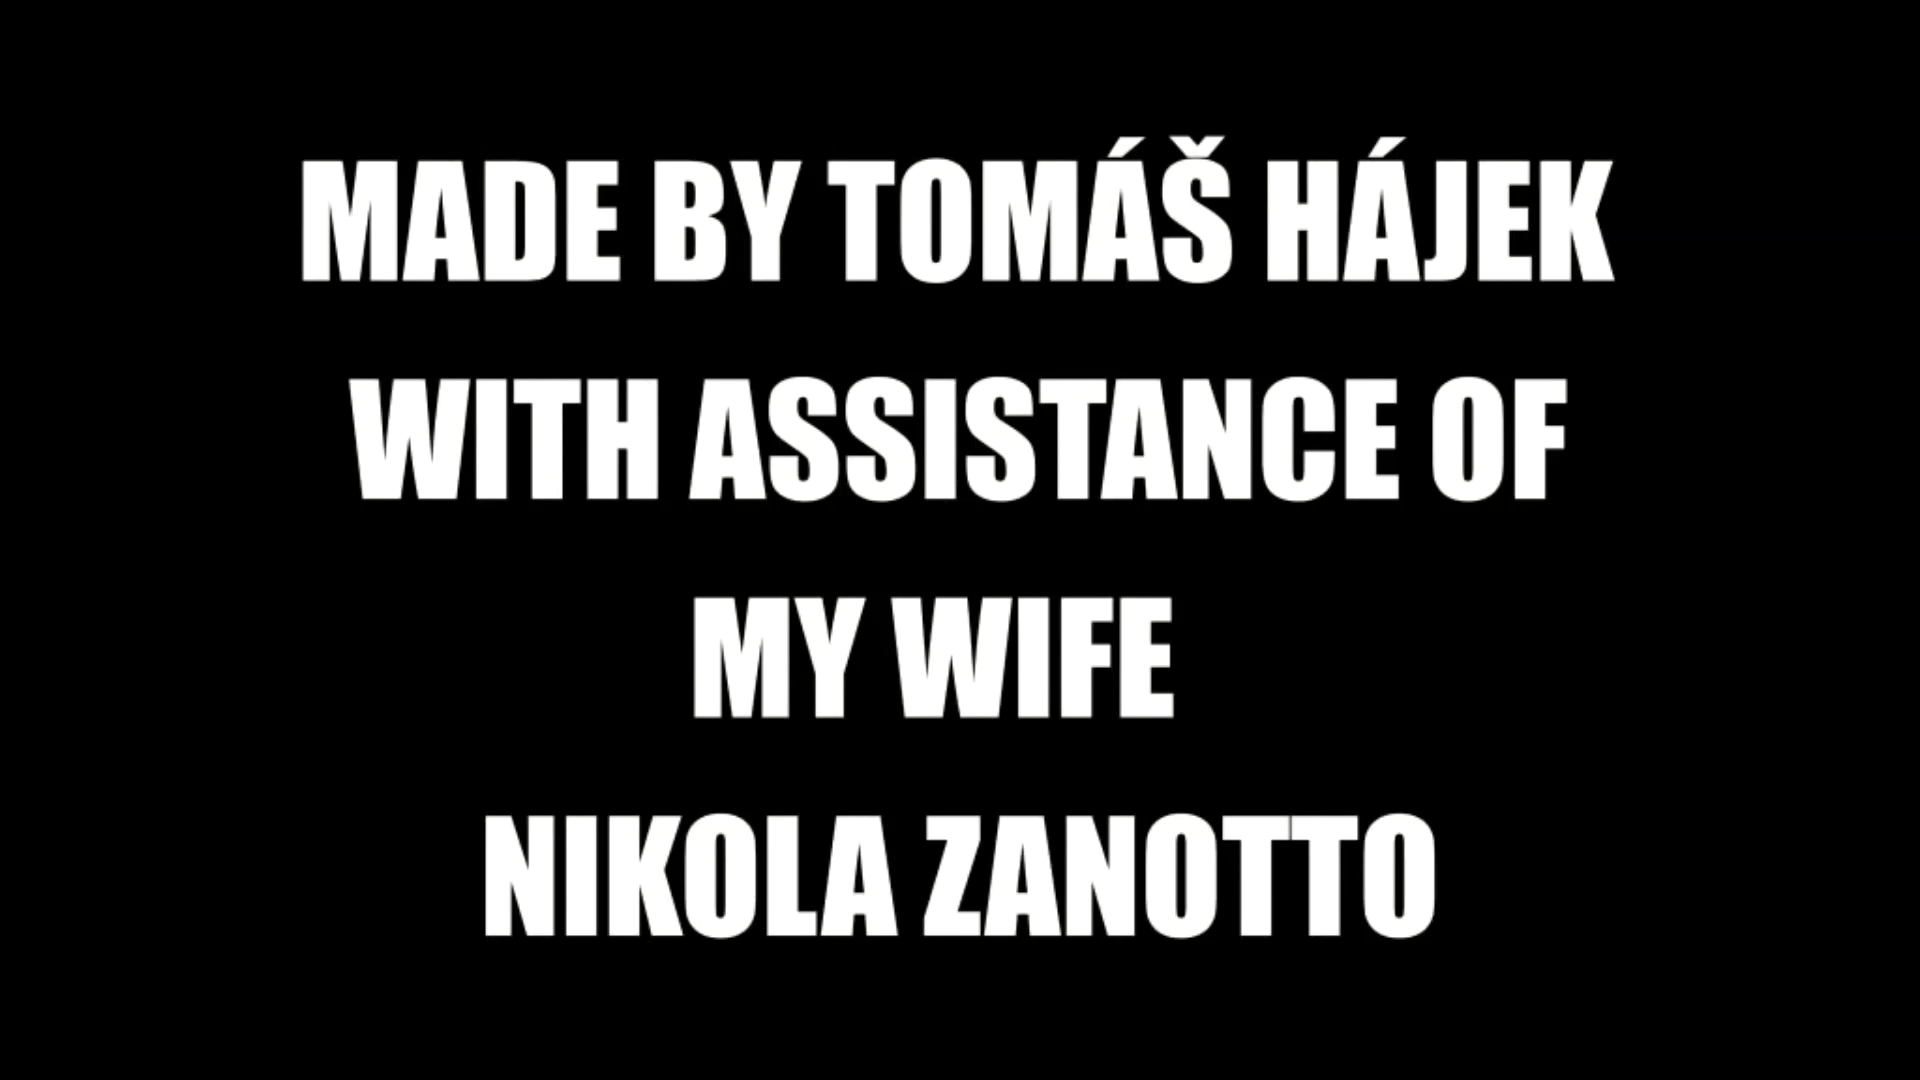 MADE BY TOMÁŠ HÁJEK
WITH ASSISTANCE OF
MY WIFE
NIKOLA ZANOTTO